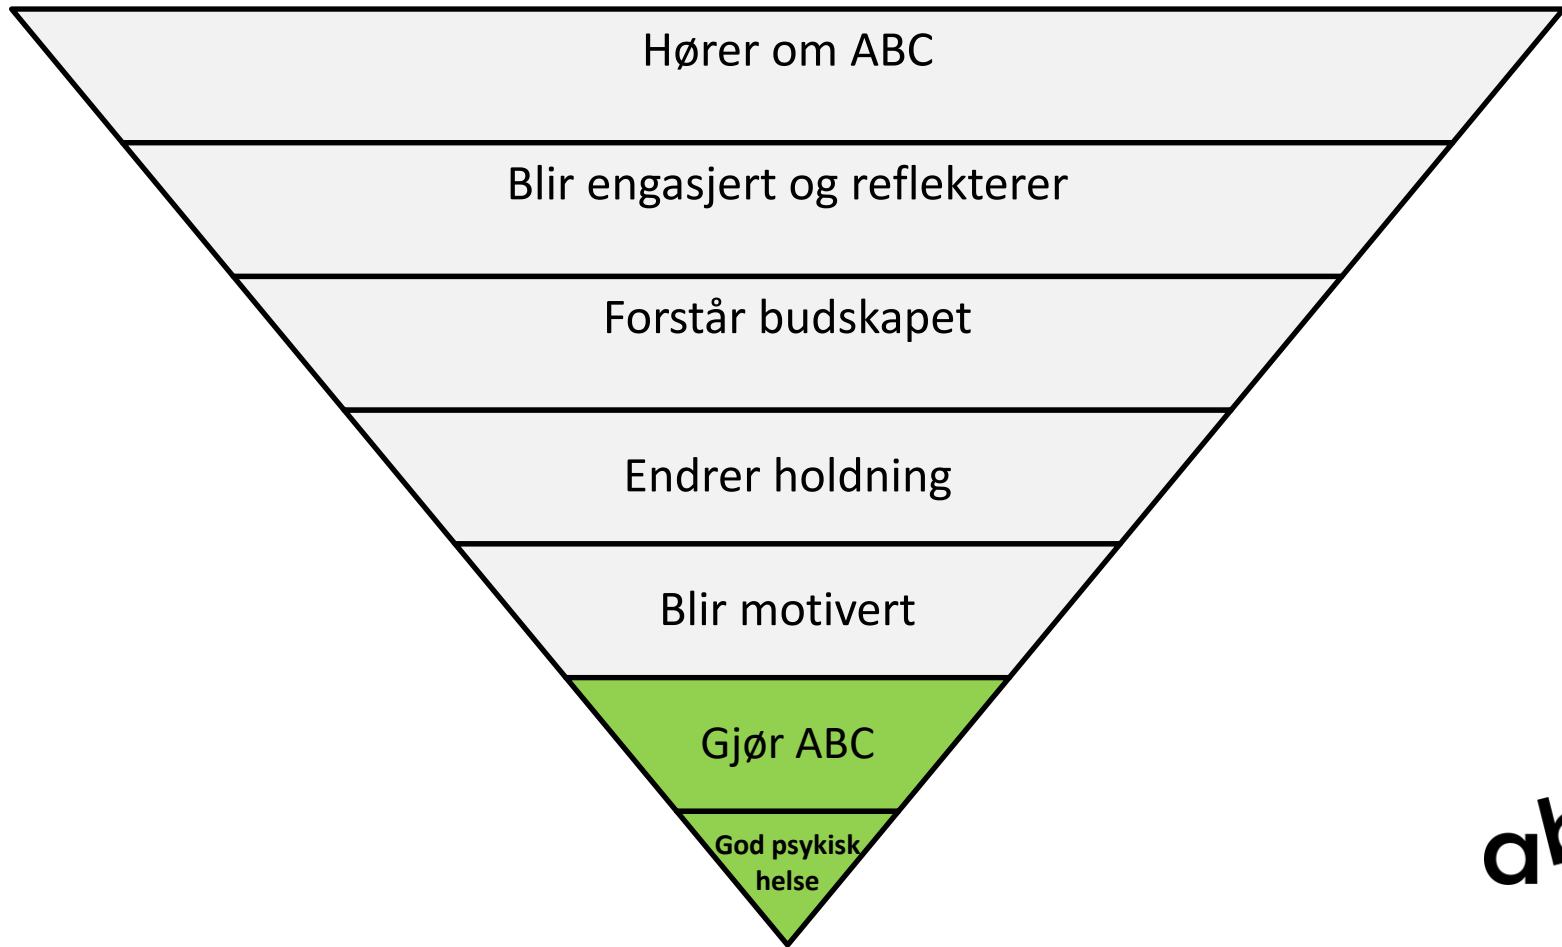 Hører om ABC
Blir engasjert og reflekterer
Forstår budskapet
Endrer holdning
Blir motivert
Gjør ABC
God psykisk
helse